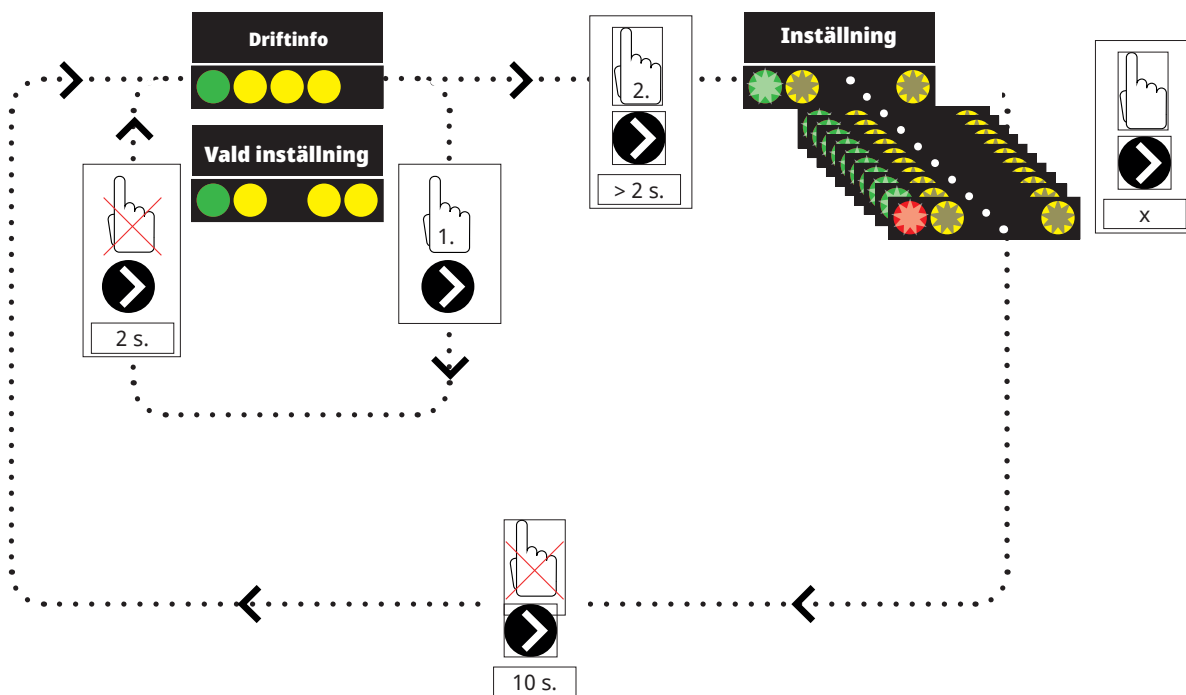 Driftinfo
Vald inställning
2 s.
1.
2.
> 2 s.
Inställning
x
10 s.